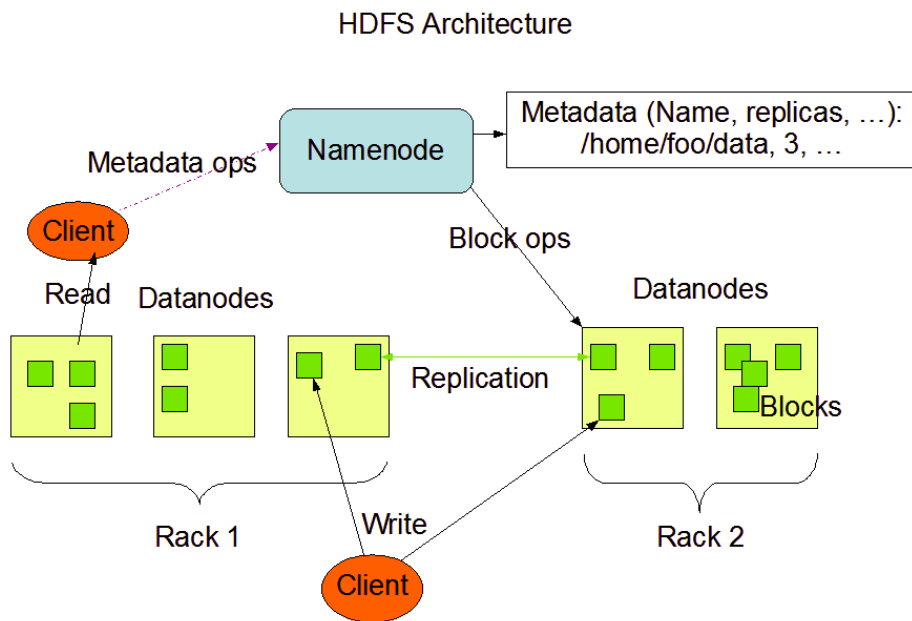 HDFS Architecture
Metadata (Name, replicas, …):
/home/foo/data, 3, …
Namenode
Metadata ops
Client
Block ops
Read
Datanodes
Datanodes
Replication
Blocks
Rack 1
Write
Rack 2
Client